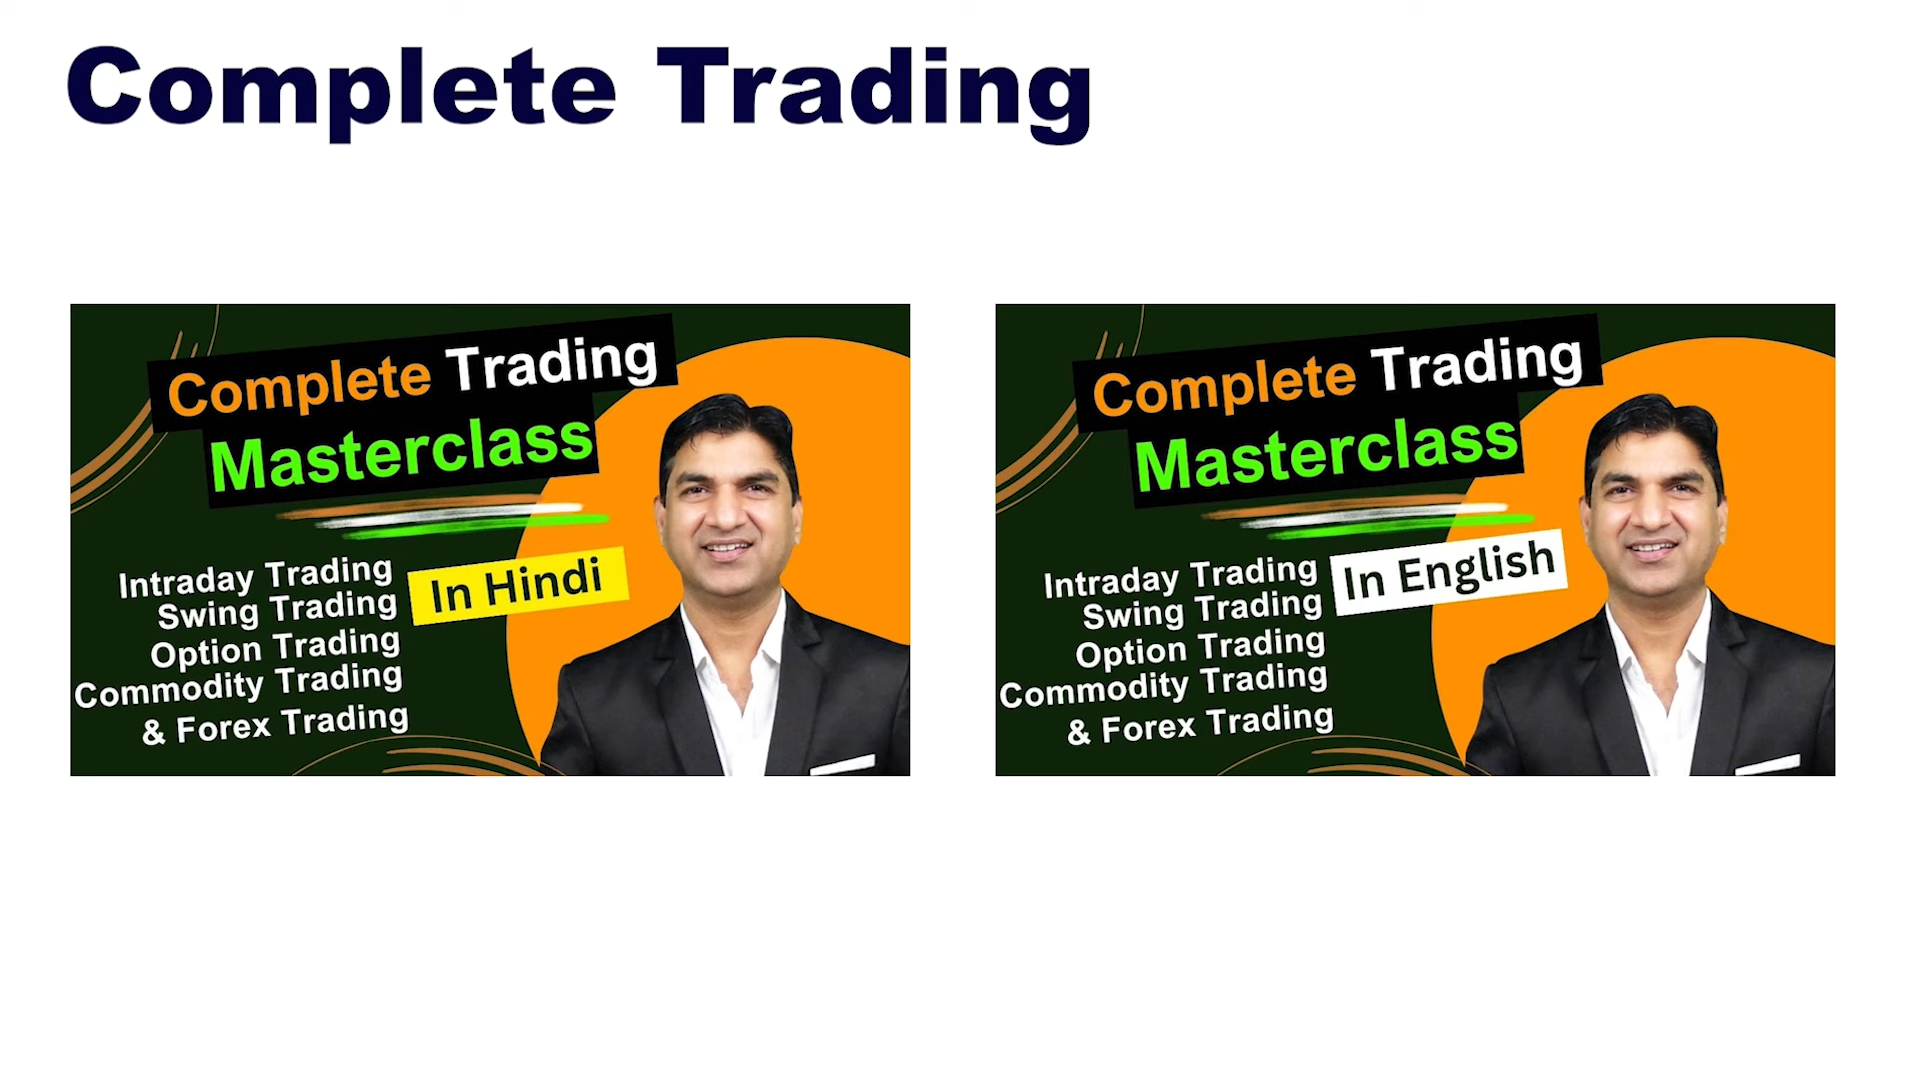 Complete Trading
Complete Trading
Masterclass
Intraday Trading
Swing Trading
Option Trading
Commodity Trading
& Forex Trading
In Hindi
Complete Trading
Masterclass
Intraday Trading
Swing Trading
Option Trading
Commodity Trading
& Forex Trading
In English